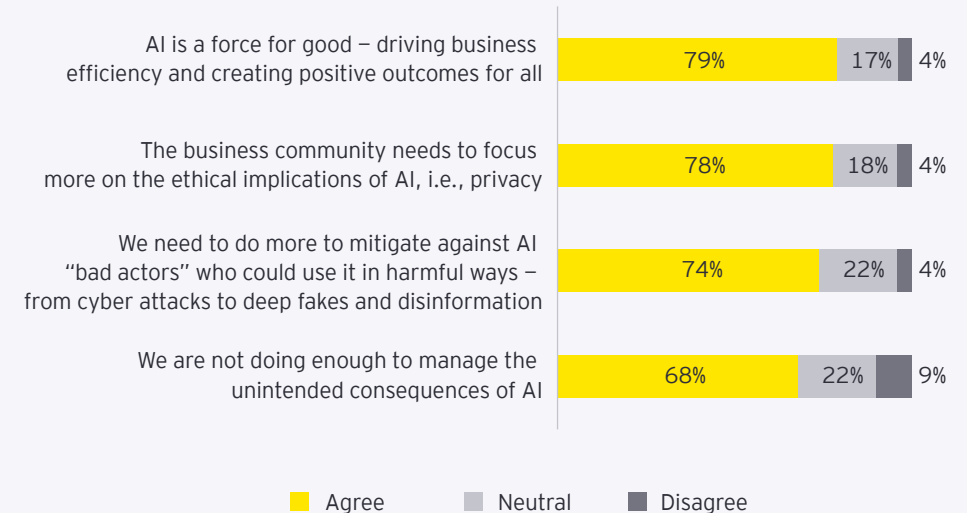 AI is a force for good – driving business
efficiency and creating positive outcomes for all
79% 17% 4%
The business community needs to focus
more on the ethical implications of AI, i.e., privacy
78% 18% 4%
We need to do more to mitigate against AI
“bad actors” who could use it in harmful ways –
from cyber attacks to deep fakes and disinformation
74% 22% 4%
We are not doing enough to manage the
unintended consequences of AI
68% 22% 9%
Agree Neutral Disagree